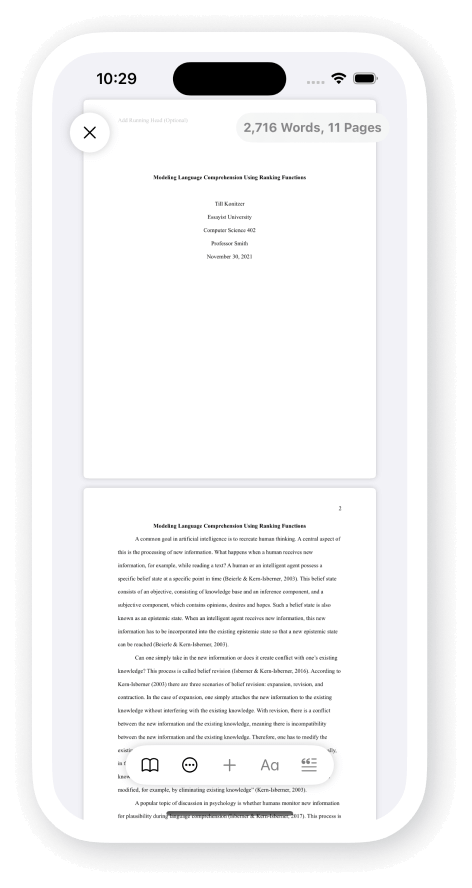 10:29
Add Running Head (Optional)
2,716 Words, 11 Pages
Modeling Language Comprehension Using Ranking Functions
Till Konitzer
Essayist University
Computer Science 402
Professor Smith
November 30, 2021
2
Modeling Language Comprehension Using Ranking Functions
A common goal in artificial intelligence is to recreate human thinking. A central aspect of
this is the processing of new information. What happens when a human receives new
information, for example, while reading a text? A human or an intelligent agent possess a
specific belief state at a specific point in time (Beierle & Kern-Isberner, 2003). This belief state
consists of an objective, consisting of knowledge base and an inference component, and a
subjective component, which contains opinions, desires and hopes. Such a belief state is also
known as an epistemic state. When an intelligent agent receives new information, this new
information has to be incorporated into the existing epistemic state so that a new epistemic state
can be reached (Beierle & Kern-Isberner, 2003).
Can one simply take in the new information or does it create conflict with one's existing
knowledge? This process is called belief revision (Isberner & Kern-Isberner, 2016). According to
Kern-Isberner (2003) there are three scenarios of belief revision: expansion, revision, and
contraction. In the case of expansion, one simply attaches the new information to the existing
knowledge without interfering with the existing knowledge. With revision, there is a conflict
between the new information and the existing knowledge, meaning there is incompatibility
between the new information and the existing knowledge. Therefore, one has to modify the
Aa
modified, for example, by eliminating existing knowledge" (Kern-Isberner, 2003).
A popular topic of discussion in psychology is whether humans monitor new information
for plausibility during language comprehension (Isberner & Kern-Isberner, 2017). This process is